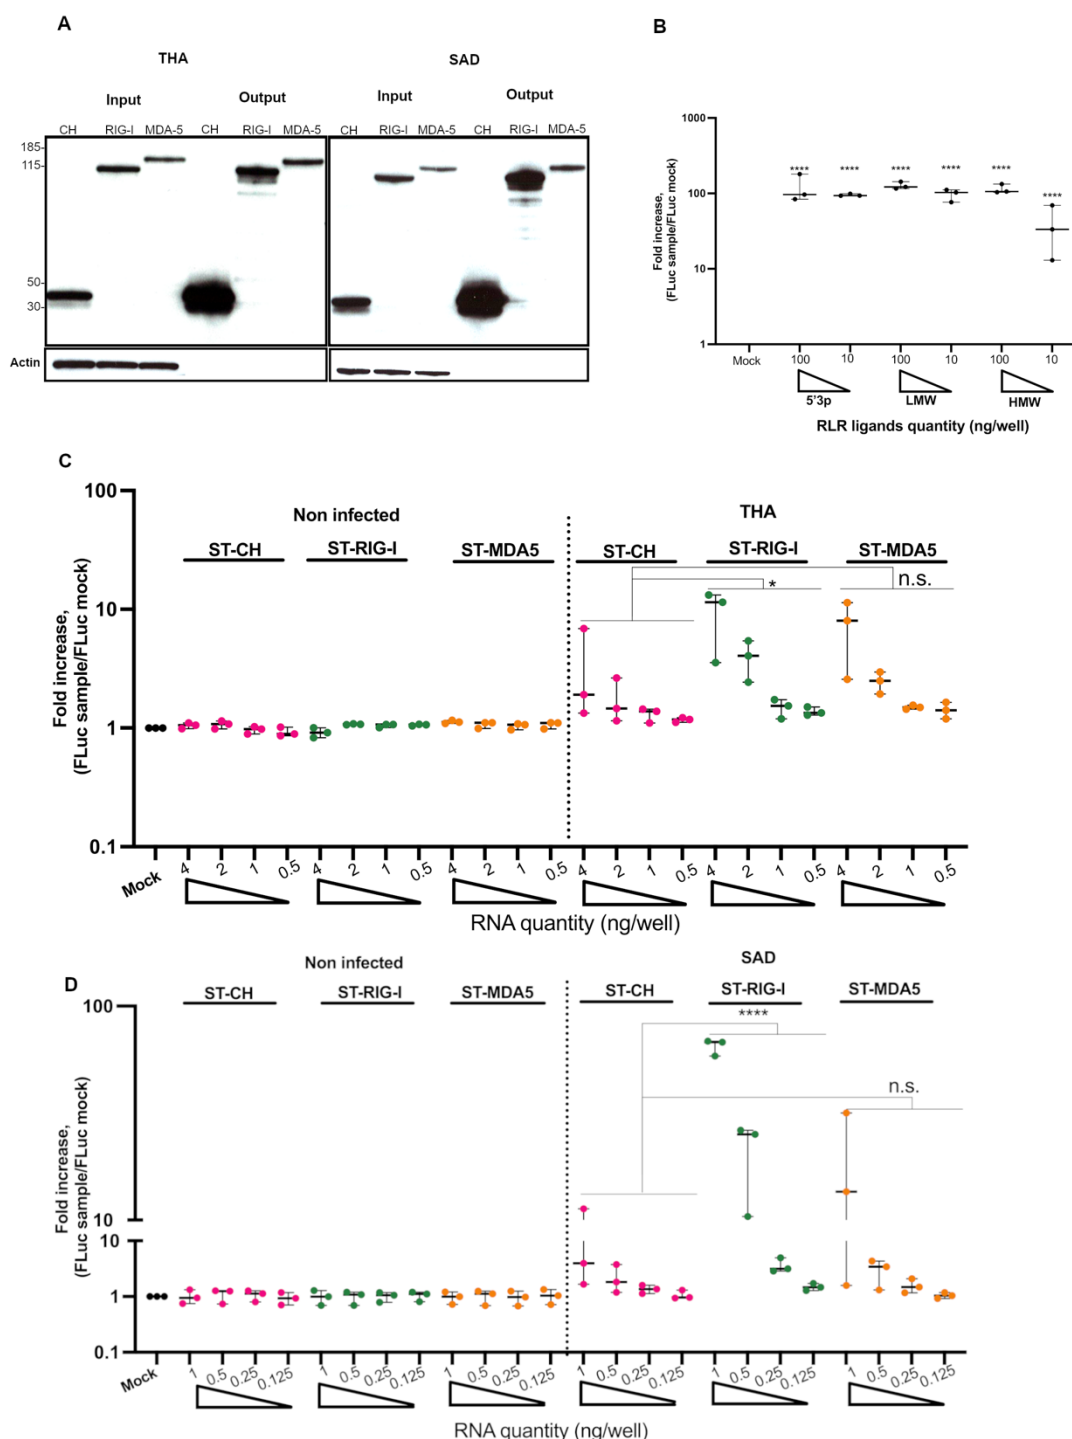 A
THA
SAD
Input
Output
Input
Output
CH RIG-I MDA-5 CH RIG-I MDA-5
CH RIG-I MDA-5 CH RIG-I MDA-5
185-
115-
50-
30-
Actin
B
Fold increase,
(FLuc sample/FLuc mock)
1000
100
10
1
**** **** **** **** **** ****
Mock 100 10 100 10 100 10
5'3p LMW HMW
RLR ligands quantity (ng/well)
C
Fold increase,
(FLuc sample/FLuc mock)
100
10
1
0.1
Non infected
THA
ST-CH ST-RIG-I ST-MDA5 ST-CH ST-RIG-I ST-MDA5
* n.s.
Mock 4 2 1 0.5 4 2 1 0.5 4 2 1 0.5 4 2 1 0.5 4 2 1 0.5 4 2 1 0.5
RNA quantity (ng/well)
D
Fold increase,
(FLuc sample/FLuc mock)
100
10
10
1
0.1
Non infected
SAD
ST-CH ST-RIG-I ST-MDA5 ST-CH ST-RIG-I ST-MDA5
****
n.s.
Mock 1 0.5 0.25 0.125 1 0.5 0.25 0.125 1 0.5 0.25 0.125 1 0.5 0.25 0.125 1 0.5 0.25 0.125 1 0.5 0.25 0.125
RNA quantity (ng/well)